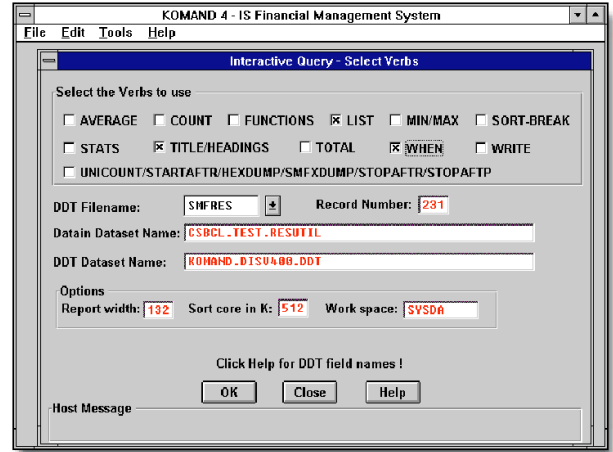 KOMAND 4 - IS Financial Management System
File Edit Tools Help
Interactive Query - Select Verbs
Select the Verbs to use
AVERAGE COUNT FUNCTIONS LIST MIN/MAX SORT-BREAK
STATS TITLE/HEADINGS TOTAL WHEN WRITE
UNICOUNT/STARTAFTR/HEXDUMP/SMFXDUMP/STOPAFTR/STOPAFTP
DDT Filename: SMFRES Record Number: 231
Datain Dataset Name: CSBCL.TEST.RESUTIL
DDT Dataset Name: KOMAND.DISV400.DDT
Options
Report width: 132 Sort core in K: 512 Work space: SYSDA
Click Help for DDT field names !
OK Close Help
Host Message